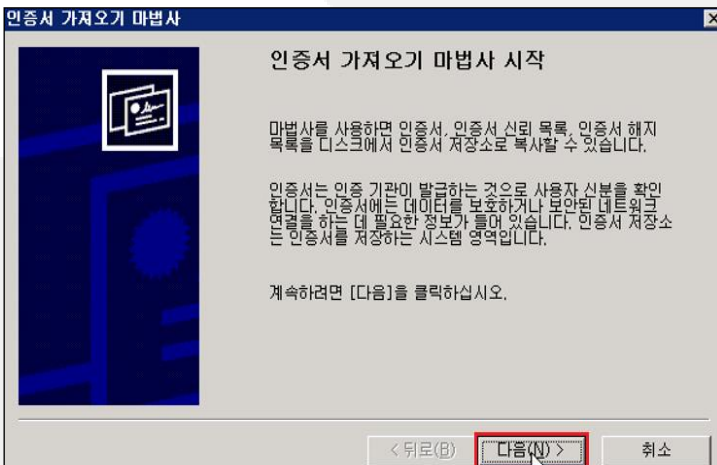 인증서 가져오기 마법사
인증서 가져오기 마법사 시작
마법사를 사용하면 인증서, 인증서 신뢰 목록, 인증서 해지
목록을 디스크에서 인증서 저장소로 복사할 수 있습니다.
인증서는 인증 기관이 발급하는 것으로 사용자 신분을 확인
합니다. 인증서에는 데이터를 보호하거나 보안된 네트워크
연결을 하는 데 필요한 정보가 들어 있습니다. 인증서 저장소
는 인증서를 저장하는 시스템 영역입니다.
계속하려면 [다음]을 클릭하십시오.
< 뒤로(B) 다음(N) > 취소